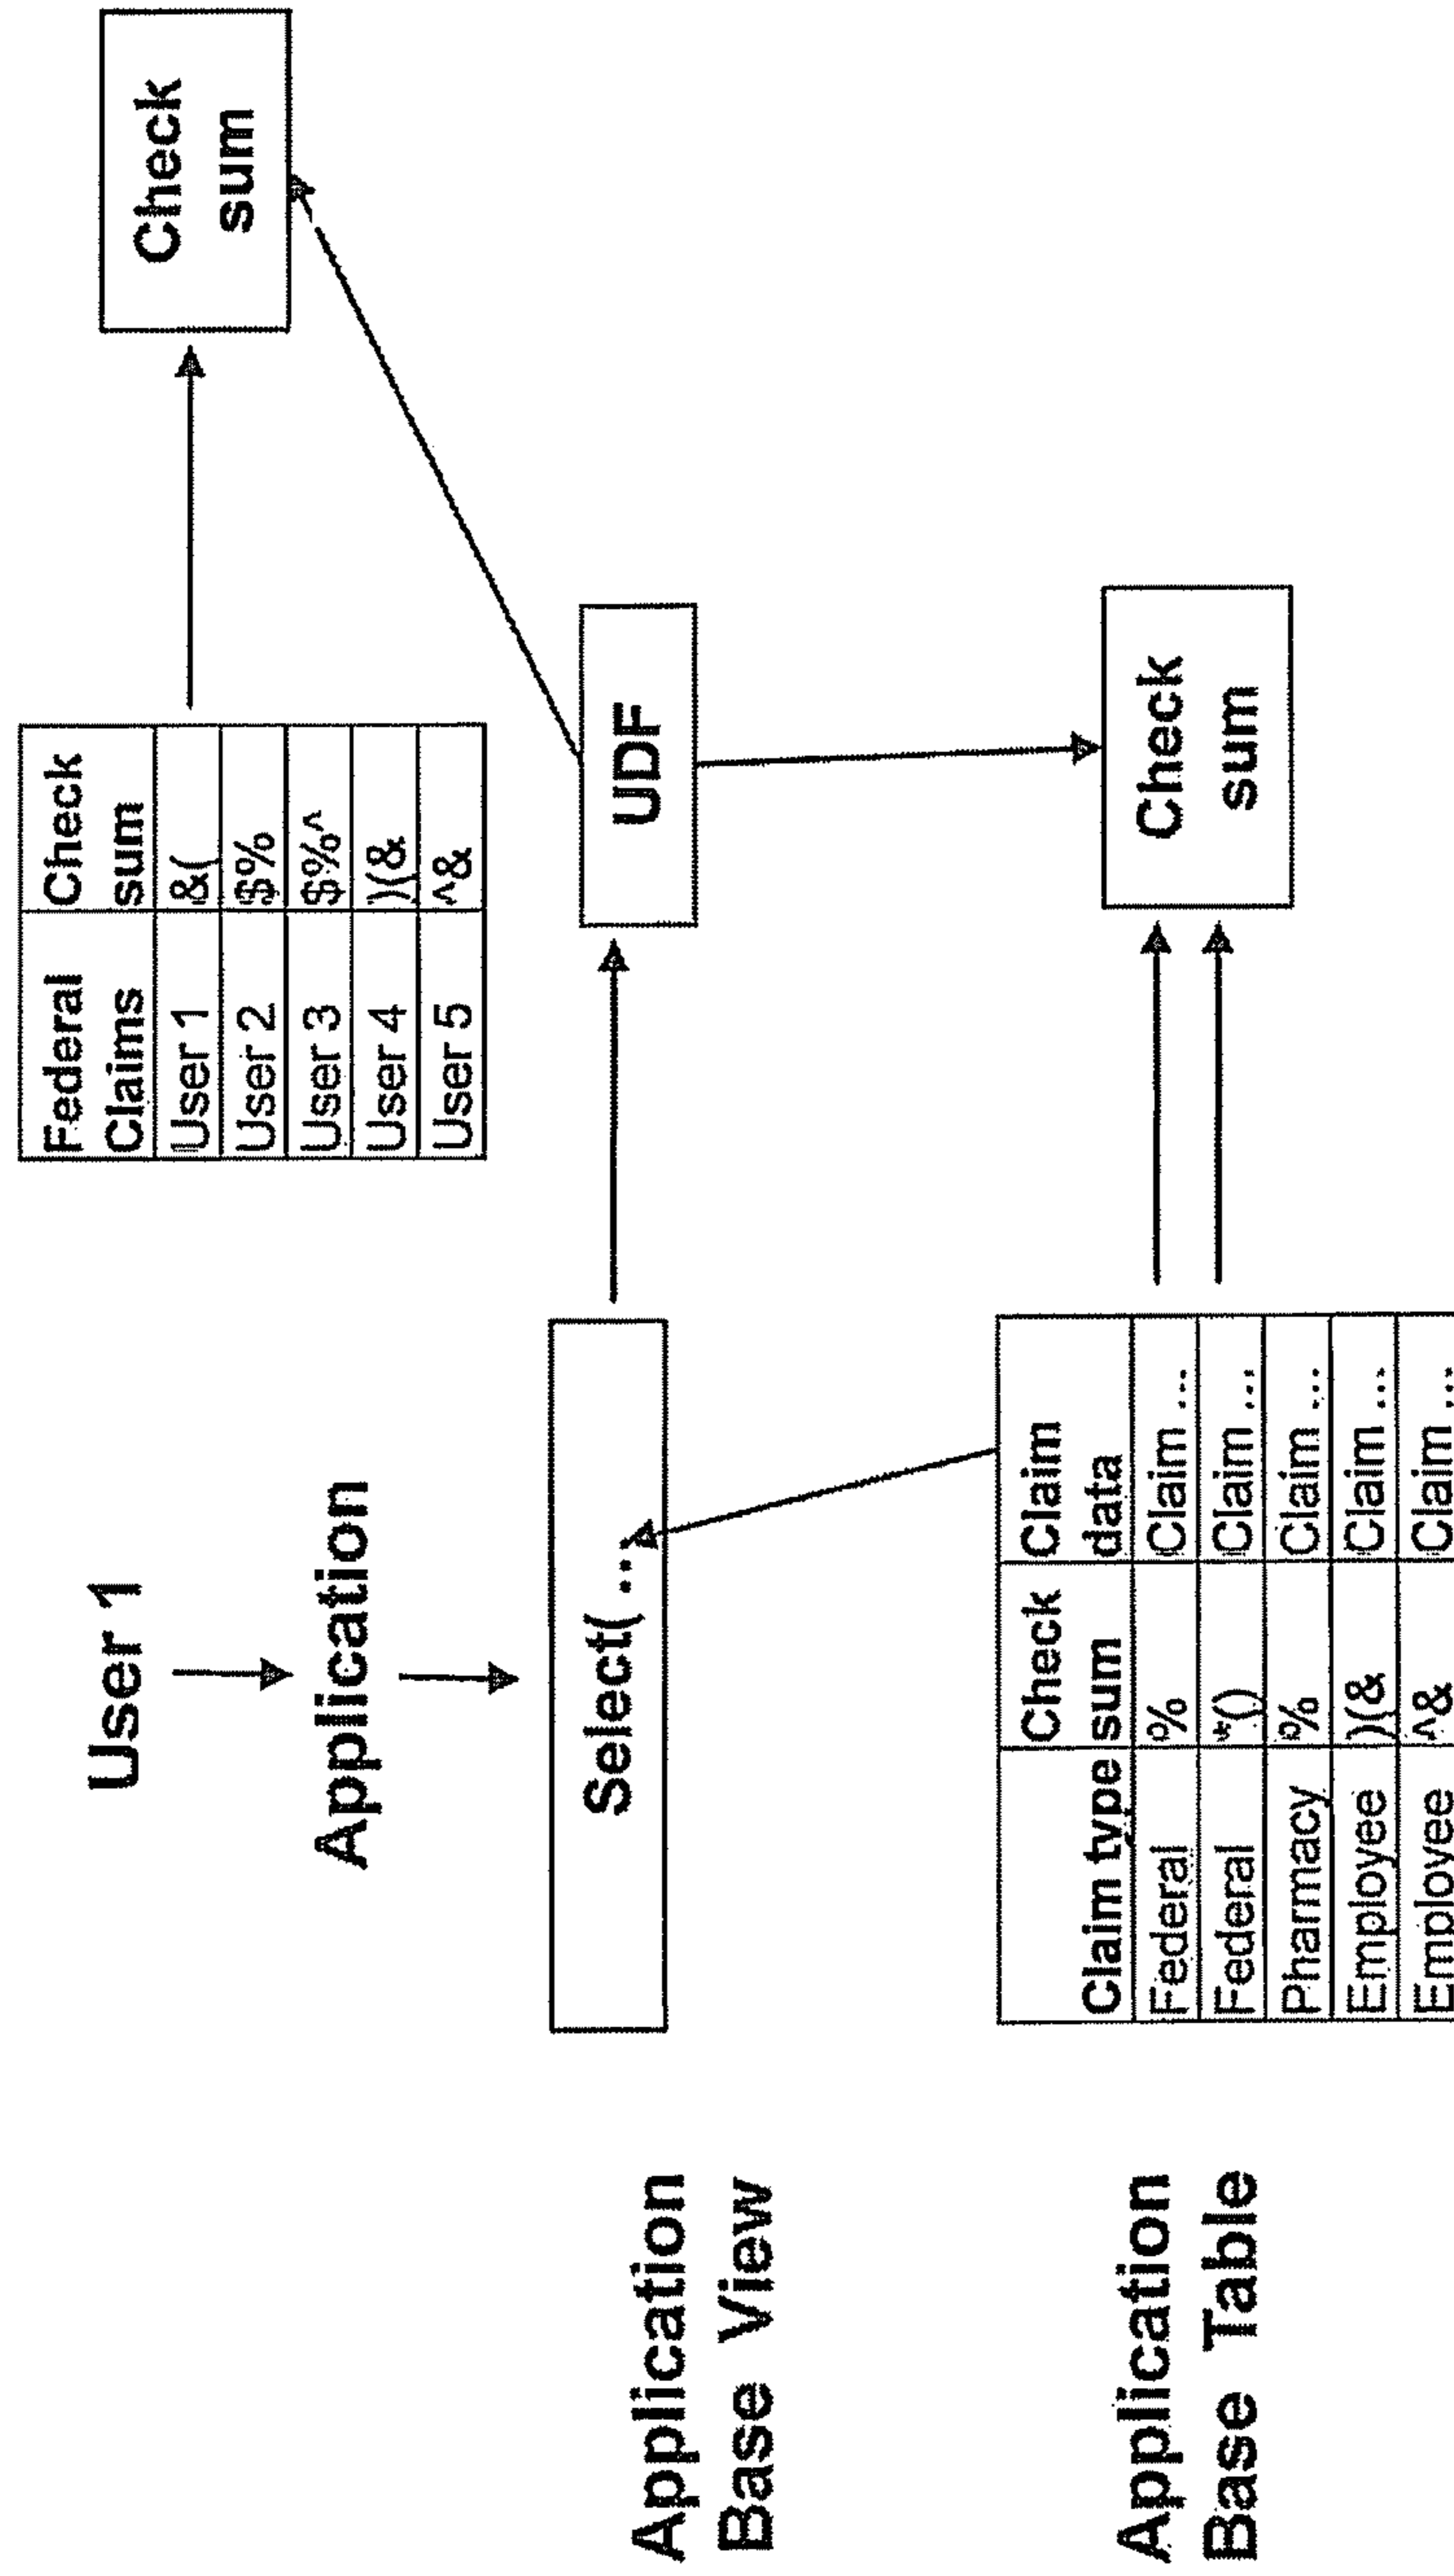 Federal Claims | Check sum
User 1 | &(
User 2 | $%
User 3 | $%^
User 4 | )(&
User 5 | ^&
Check
sum
User 1
Application
Application
Base View
Select(...
UDF
Application
Base Table
Claim type | Check sum | Claim data
Federal | % | Claim ...
Federal | *() | Claim ...
Pharmacy | % | Claim ...
Employee | )(& | Claim ...
Employee | ^& | Claim ...
Check
sum